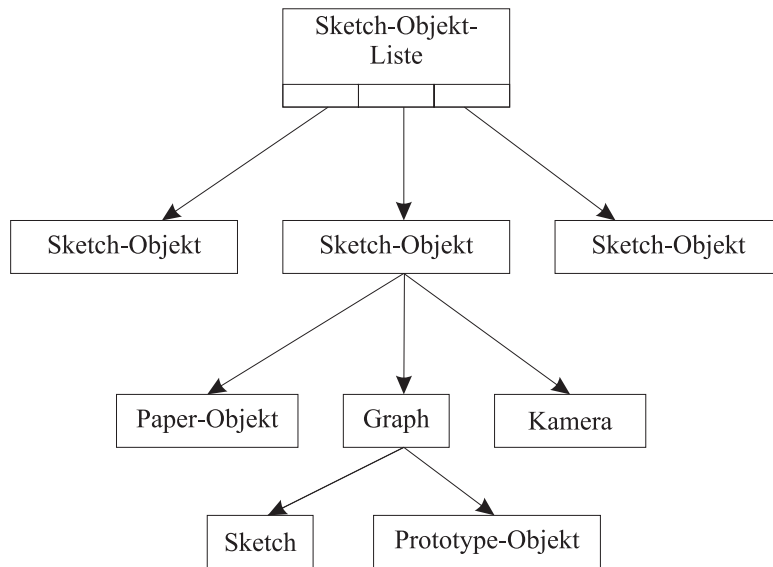 Sketch-Objekt-
Liste
Sketch-Objekt
Sketch-Objekt
Sketch-Objekt
Paper-Objekt
Graph
Kamera
Sketch
Prototype-Objekt